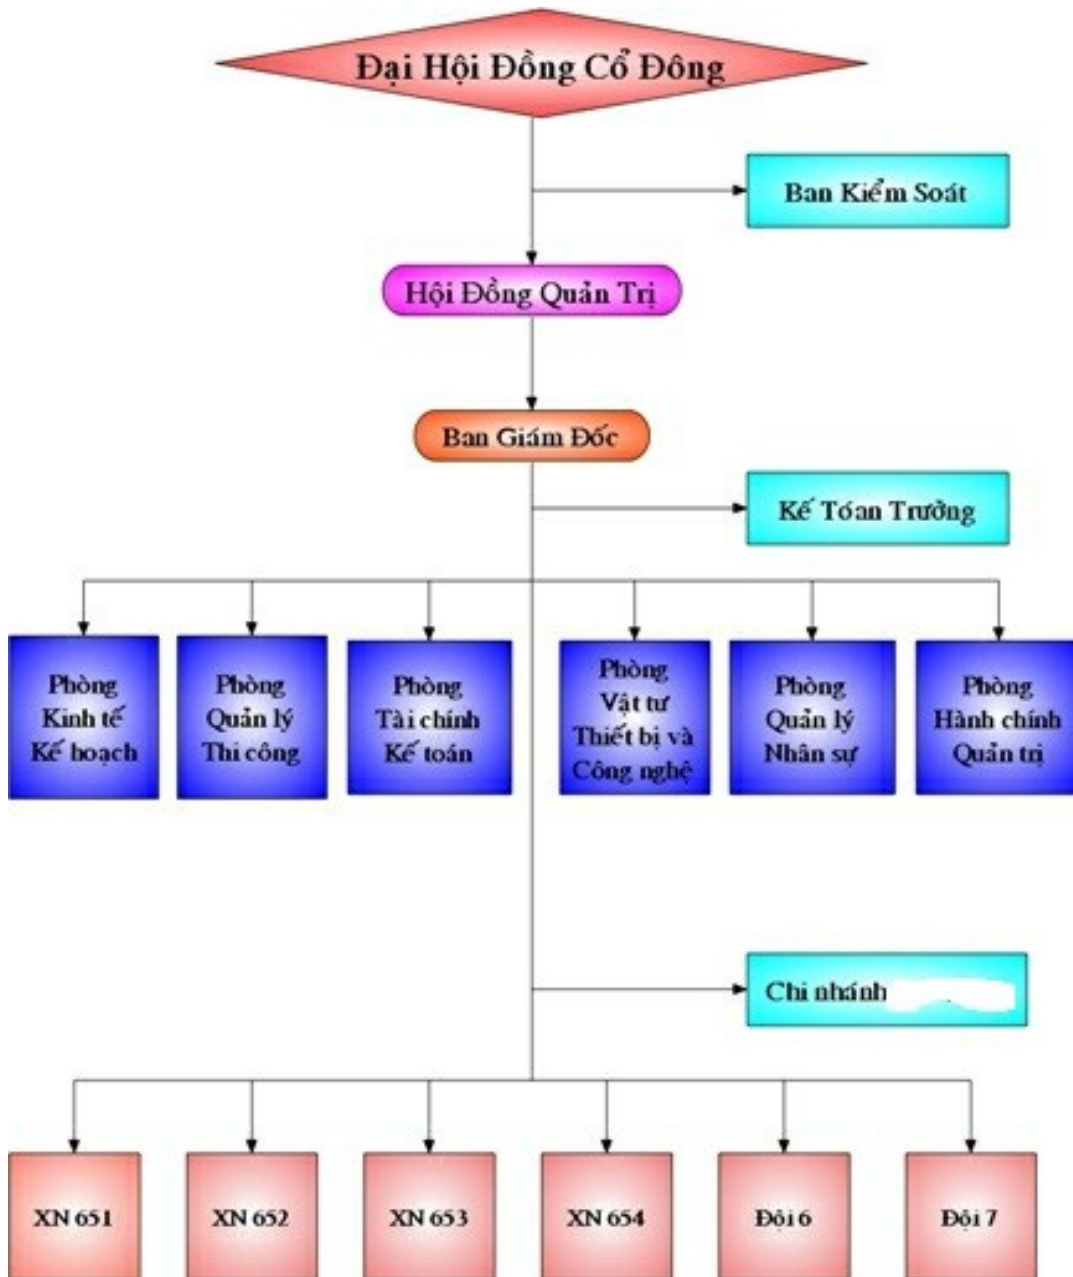 Đại Hội Đồng Cổ Đông
Ban Kiểm Soát
Hội Đồng Quản Trị
Ban Giám Đốc
Kế Tóan Trưởng
Phòng
Kinh tế
Kế hoạch
Phòng
Quản lý
Thi công
Phòng
Tài chính
Kế toán
Phòng
Vật tư
Thiết bị và
Công nghệ
Phòng
Quản lý
Nhân sự
Phòng
Hành chính
Quản trị
Chi nhánh
XN 651
XN 652
XN 653
XN 654
Đội 6
Đội 7